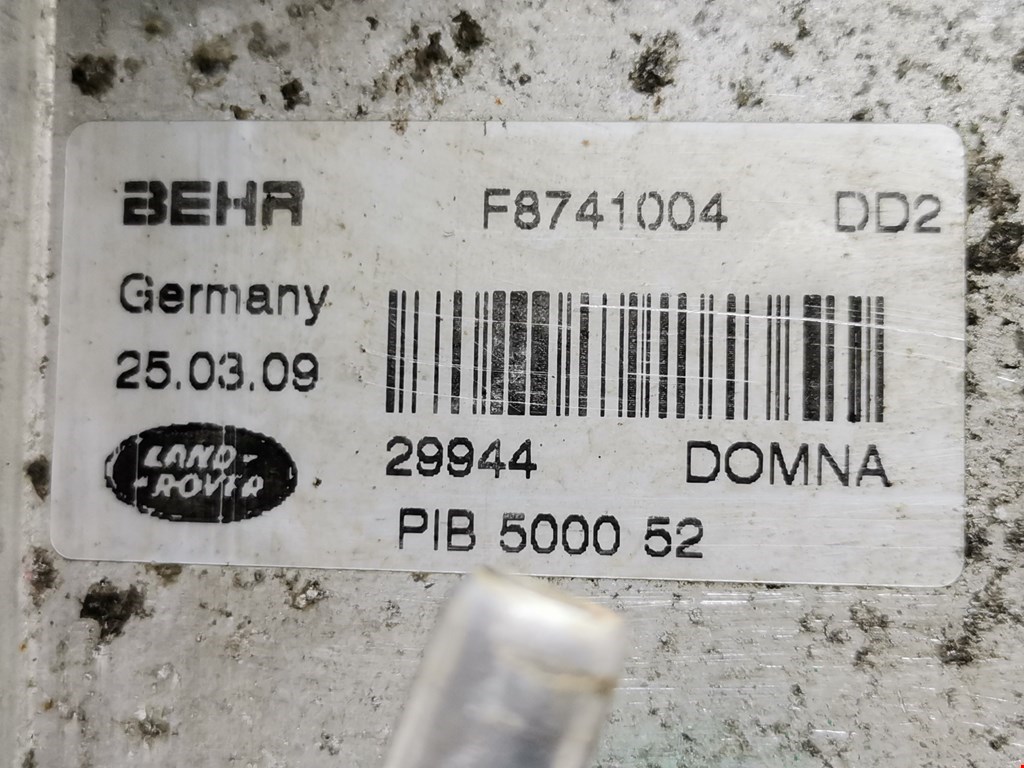 BEHR F8741004 DD2
Germany
25.03.09
LAND-
-ROVER
29944 DOMNA
PIB 5000 52